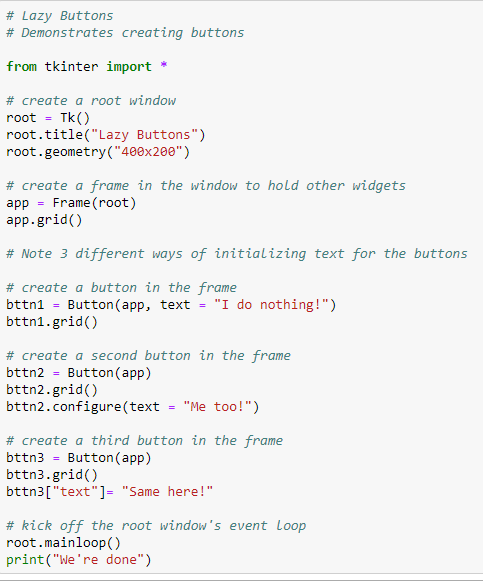 # Lazy Buttons
# Demonstrates creating buttons
from tkinter import *
# create a root window
root = Tk()
root.title("Lazy Buttons")
root.geometry("400x200")
# create a frame in the window to hold other widgets
app = Frame(root)
app.grid()
# Note 3 different ways of initializing text for the buttons
# create a button in the frame
bttn1 = Button(app, text = "I do nothing!")
bttn1.grid()
# create a second button in the frame
bttn2 = Button(app)
bttn2.grid()
bttn2.configure(text = "Me too!")
# create a third button in the frame
bttn3 = Button(app)
bttn3.grid()
bttn3["text"]= "Same here!"
# kick off the root window's event loop
root.mainloop()
print("We're done")